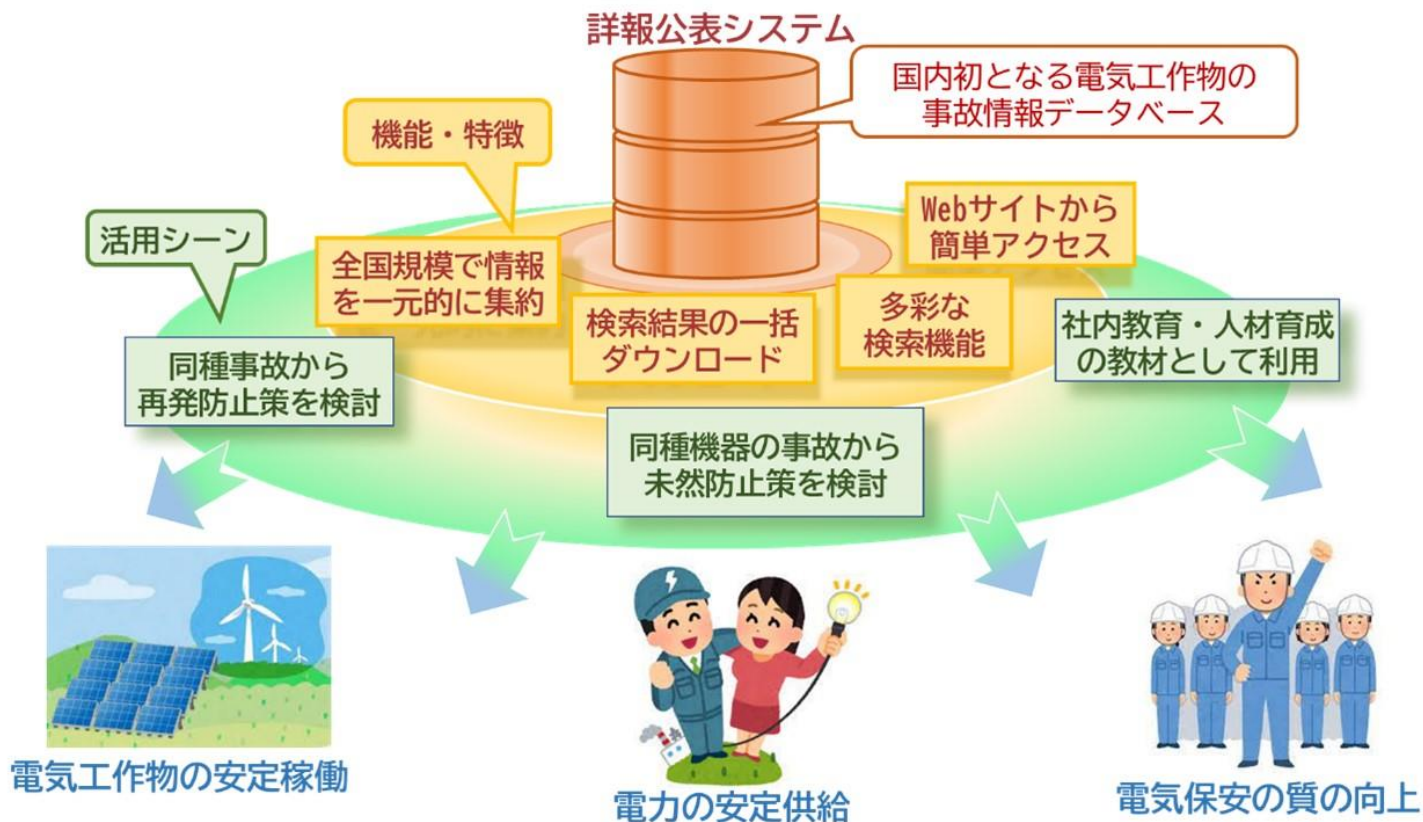 詳報公表システム
国内初となる電気工作物の
事故情報データベース
機能・特徴
活用シーン
全国規模で情報
を一元的に集約
検索結果の一括
ダウンロード
多彩な
検索機能
Webサイトから
簡単アクセス
同種事故から
再発防止策を検討
同種機器の事故から
未然防止策を検討
社内教育・人材育成
の教材として利用
電気工作物の安定稼働
電力の安定供給
電気保安の質の向上